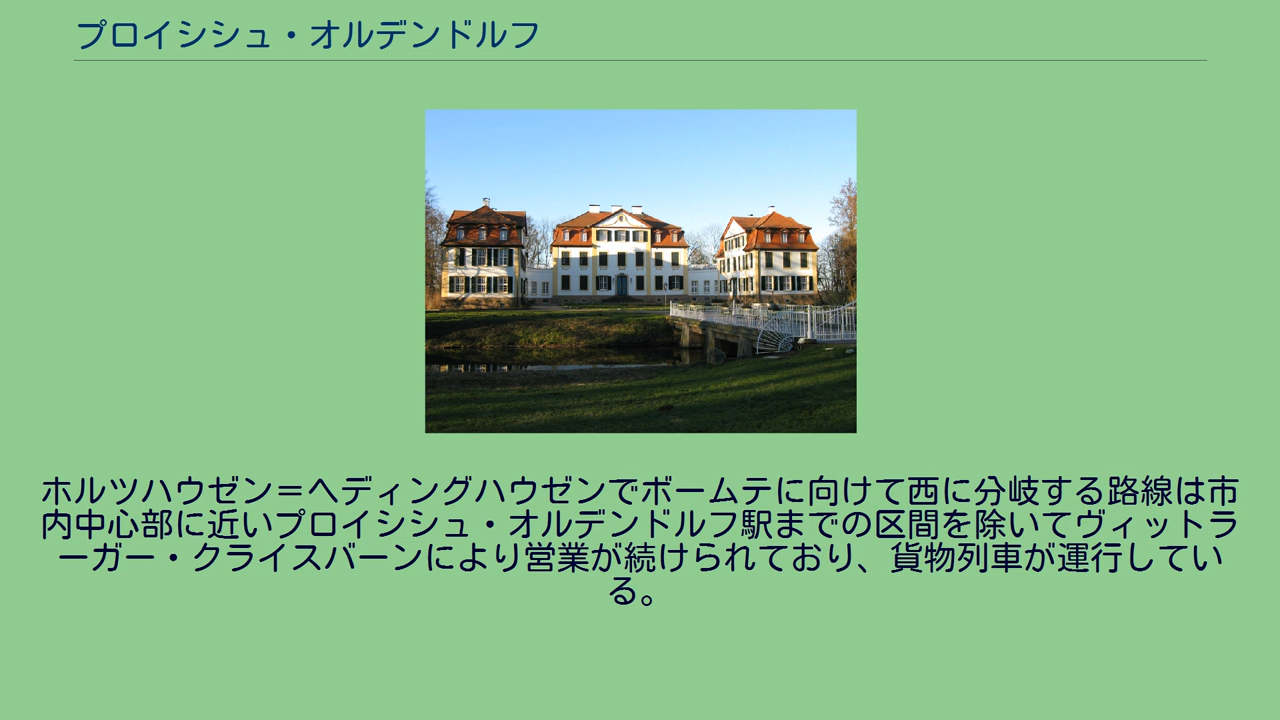 プロイシシュ・オルデンドルフ
ホルツハウゼン＝ヘディングハウゼンでボームテに向けて西に分岐する路線は市
内中心部に近いプロイシシュ・オルデンドルフ駅までの区間を除いてヴィットラ
ーガー・クライスバーンにより営業が続けられており、貨物列車が運行してい
る。